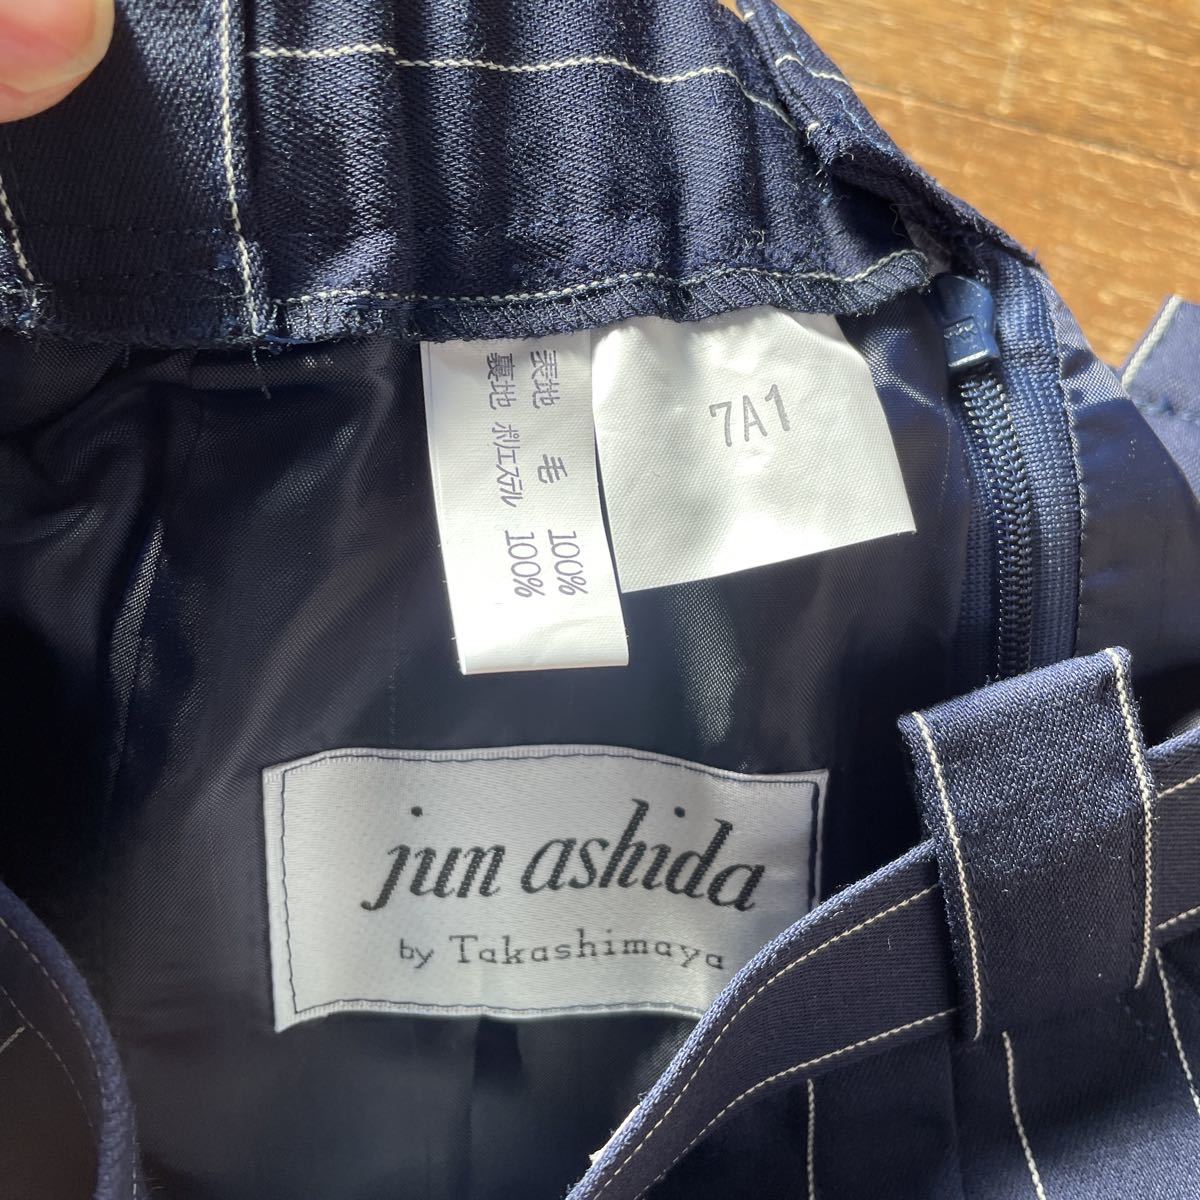 表地 毛 100%
裏地 ポリエステル 100%
7A1
jun ashida
by Takashimaya